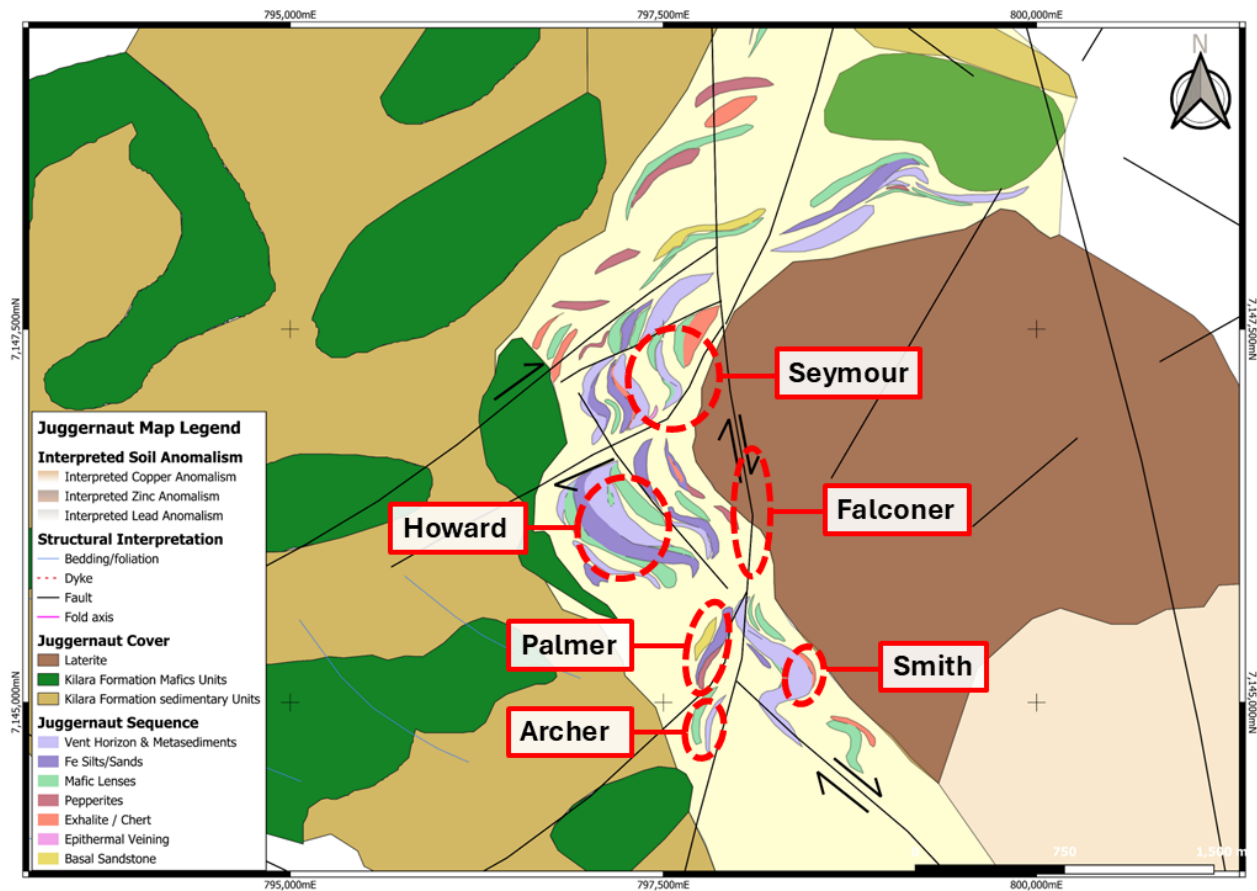 795,000mE
797,500mE
800,000mE
N
7,147,500mN
7,147,500mN
Seymour
Falconer
Howard
Palmer
Smith
Archer
7,145,000mN
7,145,000mN
Juggernaut Map Legend
Interpreted Soil Anomalism
Interpreted Copper Anomalism
Interpreted Zinc Anomalism
Interpreted Lead Anomalism
Structural Interpretation
Bedding/foliation
Dyke
Fault
Fold axis
Juggernaut Cover
Laterite
Kilara Formation Mafics Units
Kilara Formation sedimentary Units
Juggernaut Sequence
Vent Horizon & Metasediments
Fe Silts/Sands
Mafic Lenses
Pepperites
Exhalite / Chert
Epithermal Veining
Basal Sandstone
0 750 1,500 m
795,000mE
797,500mE
800,000mE